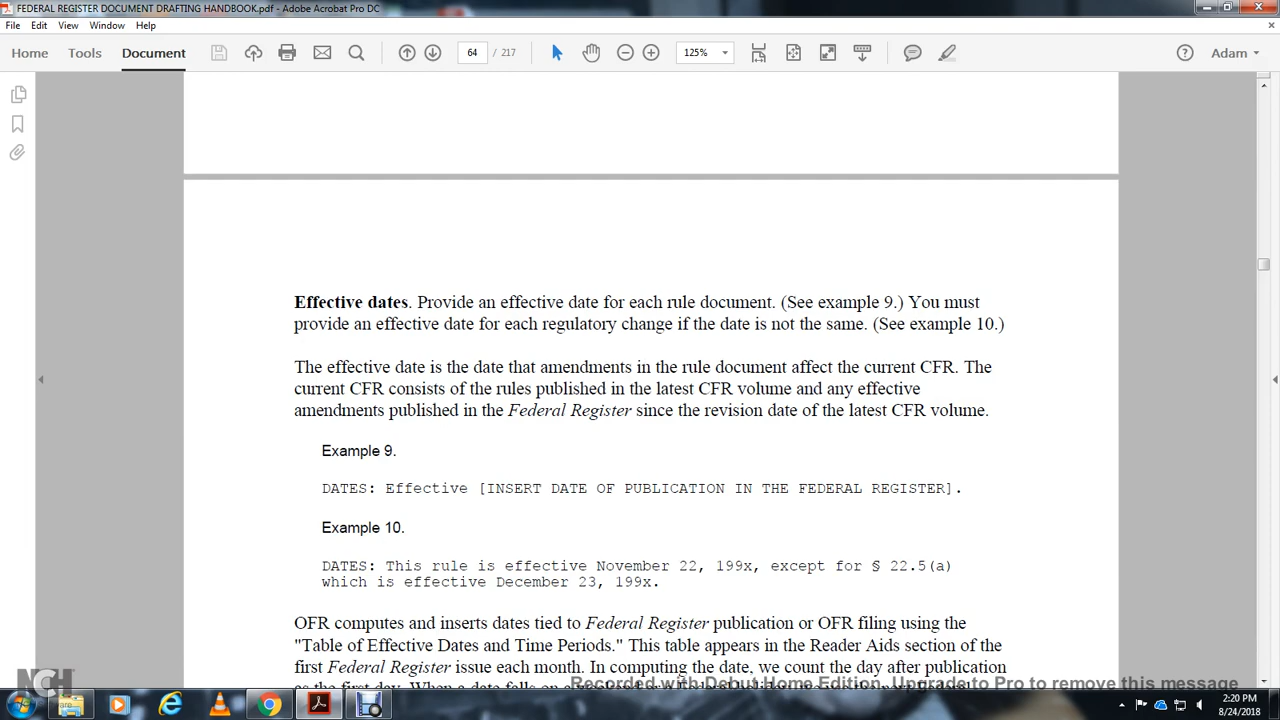 FEDERAL REGISTER DOCUMENT DRAFTING HANDBOOK.pdf - Adobe Acrobat Pro DC
File Edit View Window Help
Home Tools Document 64 / 217 125% Adam
Effective dates. Provide an effective date for each rule document. (See example 9.) You must
provide an effective date for each regulatory change if the date is not the same. (See example 10.)
The effective date is the date that amendments in the rule document affect the current CFR. The
current CFR consists of the rules published in the latest CFR volume and any effective
amendments published in the Federal Register since the revision date of the latest CFR volume.
Example 9.
DATES: Effective [INSERT DATE OF PUBLICATION IN THE FEDERAL REGISTER].
Example 10.
DATES: This rule is effective November 22, 199x, except for § 22.5(a)
which is effective December 23, 199x.
OFR computes and inserts dates tied to Federal Register publication or OFR filing using the
"Table of Effective Dates and Time Periods." This table appears in the Reader Aids section of the
first Federal Register issue each month. In computing the date, we count the day after publication
as the first day. When a date falls on a
Recorded with Debut Home Edition. Upgrade to Pro to remove this message
NCH
2:20 PM
8/24/2018